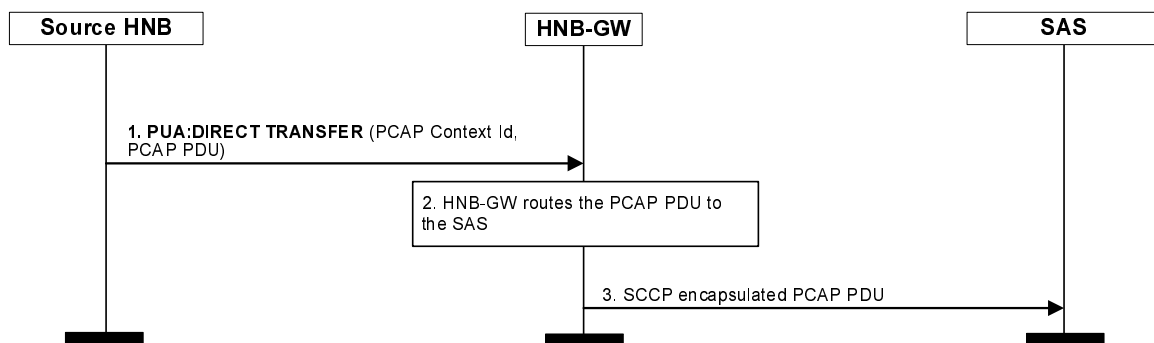 Source HNB
HNB-GW
SAS
1. PUA:DIRECT TRANSFER (PCAP Context Id,
PCAP PDU)
2. HNB-GW routes the PCAP PDU to
the SAS
3. SCCP encapsulated PCAP PDU